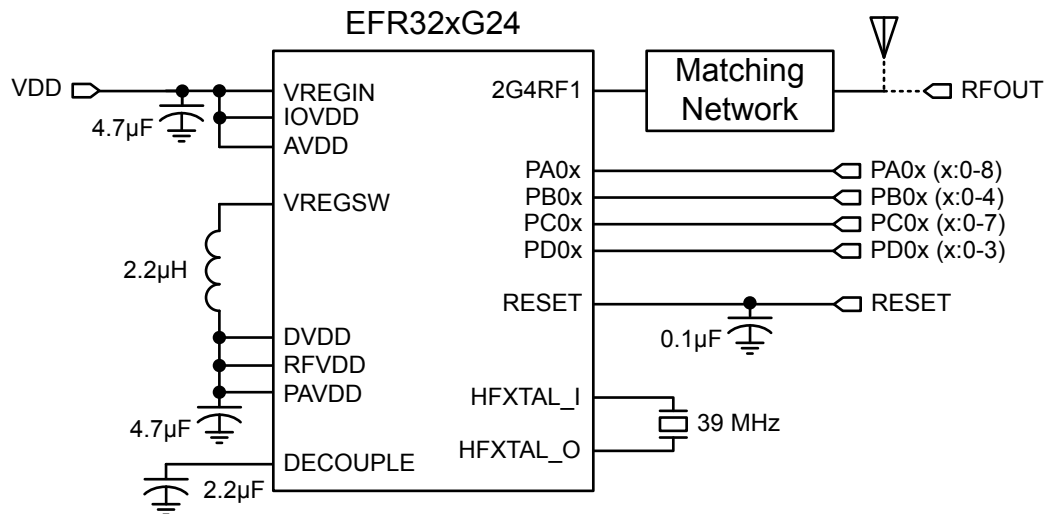 EFR32xG24
VDD
4.7µF
VREGIN
IOVDD
AVDD
VREGSW
2.2µH
DVDD
RFVDD
PAVDD
4.7µF
DECOUPLE
2.2µF
2G4RF1
Matching
Network
RFOUT
PA0x
PA0x (x:0-8)
PB0x
PB0x (x:0-4)
PC0x
PC0x (x:0-7)
PD0x
PD0x (x:0-3)
RESET
RESET
0.1µF
HFXTAL_I
39 MHz
HFXTAL_O